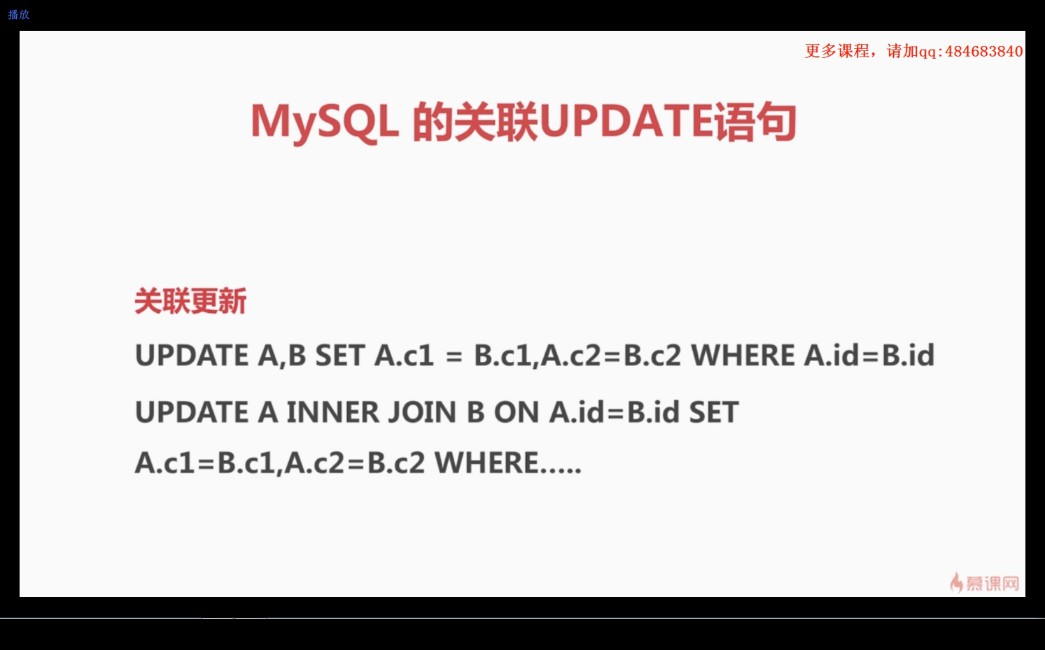 播放
更多课程，请加qq:484683840
MySQL 的关联UPDATE语句
关联更新
UPDATE A,B SET A.c1 = B.c1,A.c2=B.c2 WHERE A.id=B.id
UPDATE A INNER JOIN B ON A.id=B.id SET
A.c1=B.c1,A.c2=B.c2 WHERE.....
慕课网